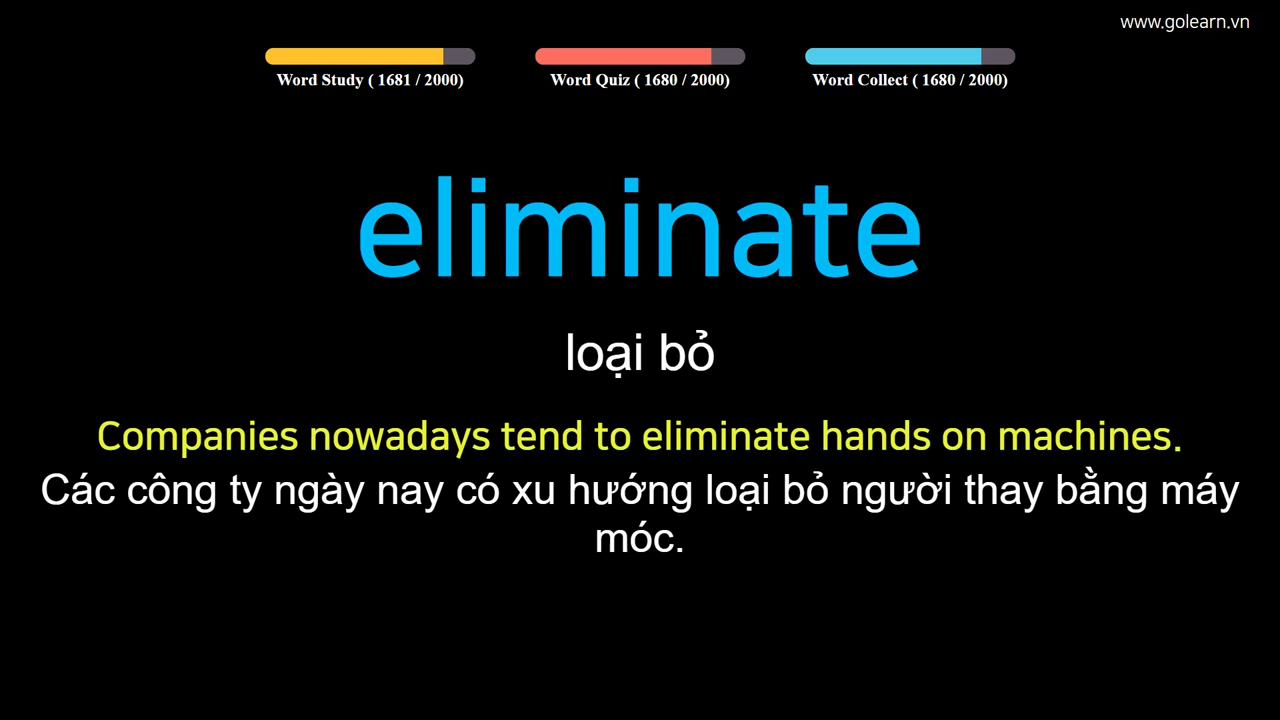 www.golearn.vn
Word Study ( 1681 / 2000)
Word Quiz ( 1680 / 2000)
Word Collect ( 1680 / 2000)
eliminate
loại bỏ
Companies nowadays tend to eliminate hands on machines.
Các công ty ngày nay có xu hướng loại bỏ người thay bằng máy
móc.